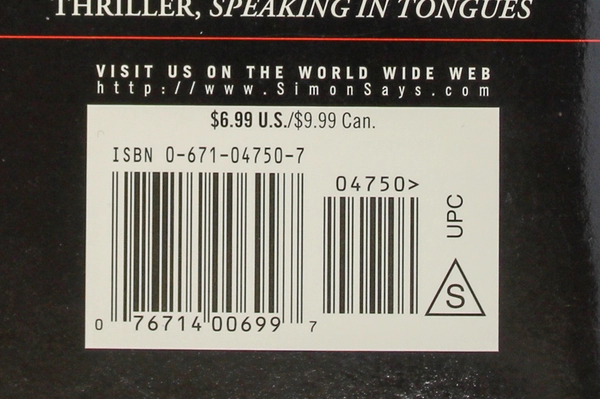 THRILLER, SPEAKING IN TONGUES
VISIT US ON THE WORLD WIDE WEB
http://www.SimonSays.com
$6.99 U.S./$9.99 Can.
ISBN 0-671-04750-7
04750>
UPC
S
0 76714 00699 7